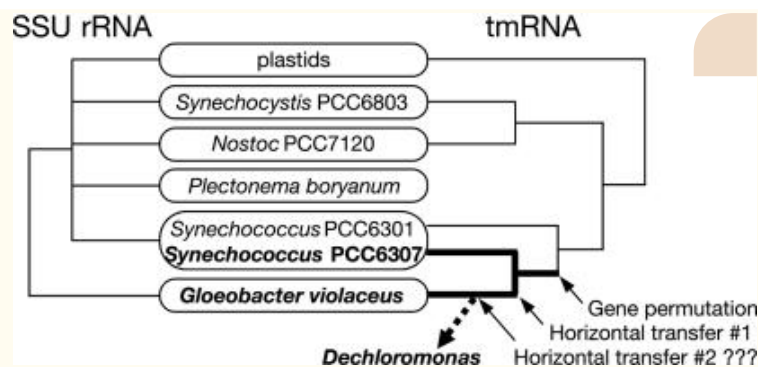 SSU rRNA
tmRNA
plastids
Synechocystis PCC6803
Nostoc PCC7120
Plectonema boryanum
Synechococcus PCC6301
Synechococcus PCC6307
Gloeobacter violaceus
Gene permutation
Horizontal transfer #1
Dechloromonas
Horizontal transfer #2 ???